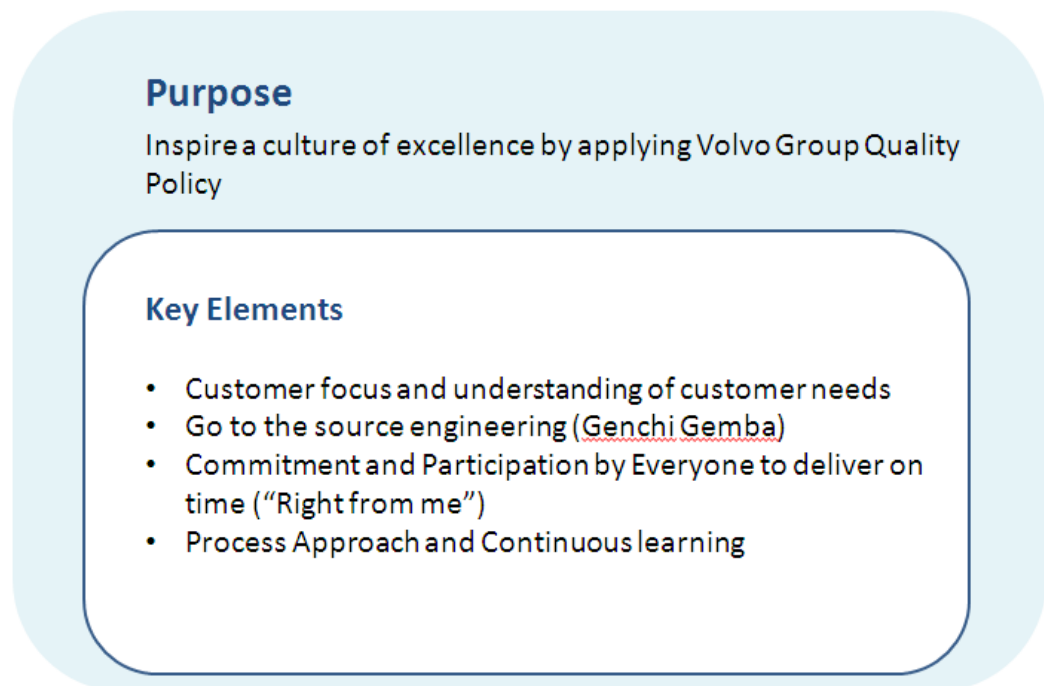 Purpose
Inspire a culture of excellence by applying Volvo Group Quality
Policy
Key Elements
• Customer focus and understanding of customer needs
• Go to the source engineering (Genchi Gemba)
• Commitment and Participation by Everyone to deliver on
time (“Right from me”)
• Process Approach and Continuous learning